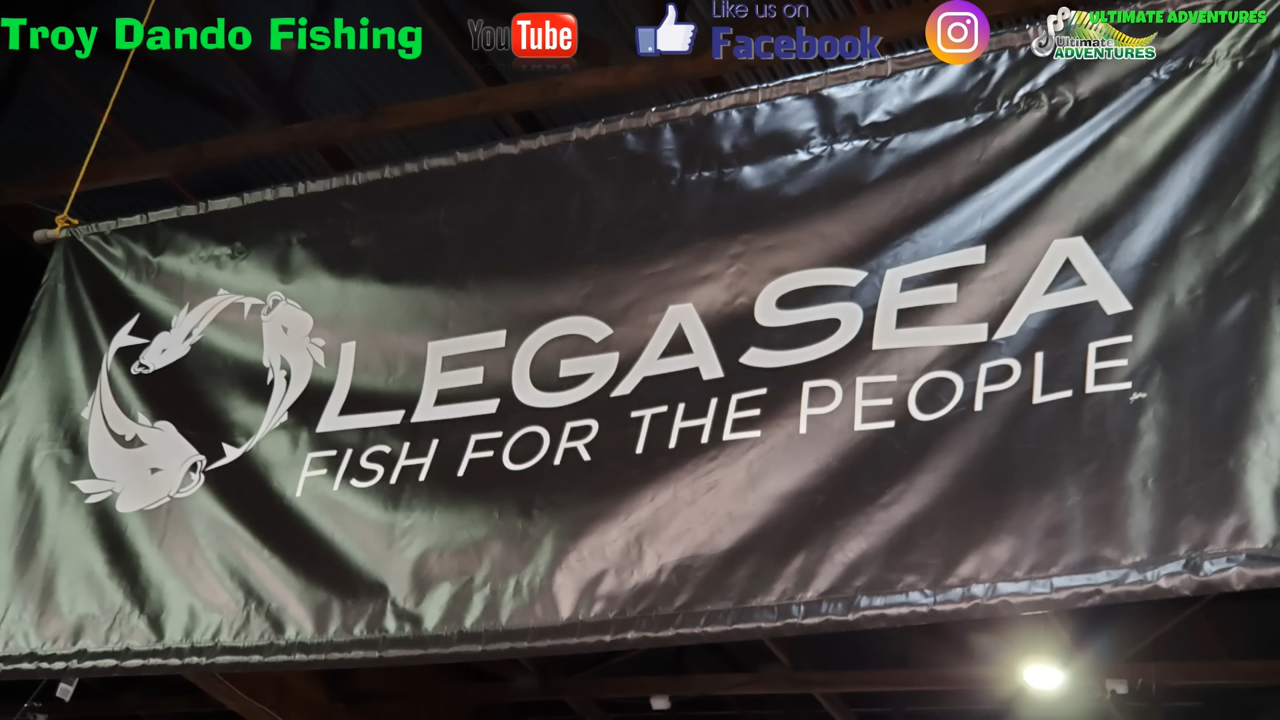 Troy Dando Fishing
YouTube
Like us on
Facebook
ULTIMATE ADVENTURES
Ultimate
ADVENTURES
LEGASEA
FISH FOR THE PEOPLE